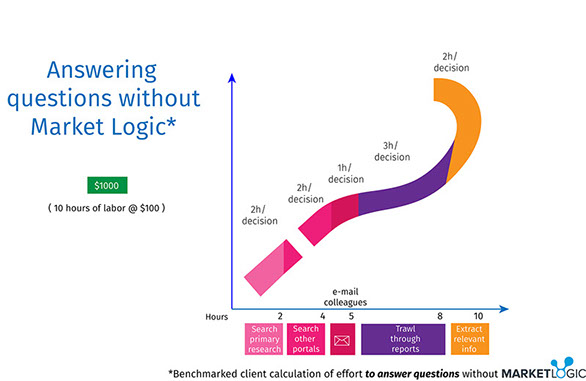 Answering
questions without
Market Logic*
$1000
( 10 hours of labor @ $100 )
2h/
decision
2h/
decision
1h/
decision
3h/
decision
2h/
decision
e-mail
colleagues
Hours 2 4 5 8 10
Search
primary
research
Search
other
portals
Trawl
through
reports
Extract
relevant
info
*Benchmarked client calculation of effort to answer questions without MARKETLOGIC